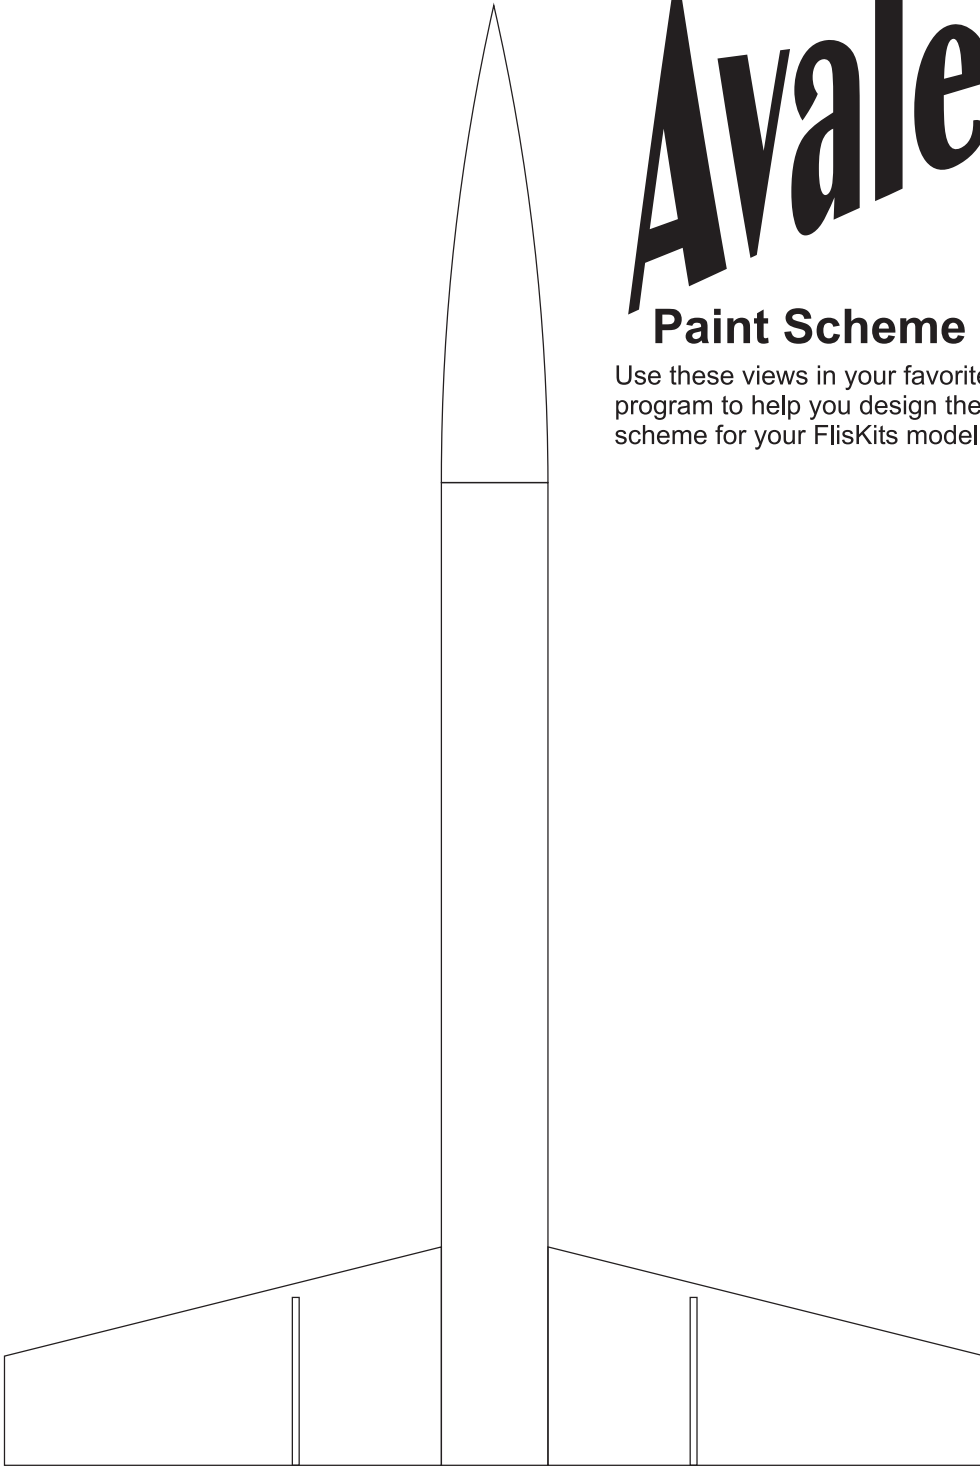 Avale
Paint Scheme
Use these views in your favorite
program to help you design the
scheme for your FlisKits model